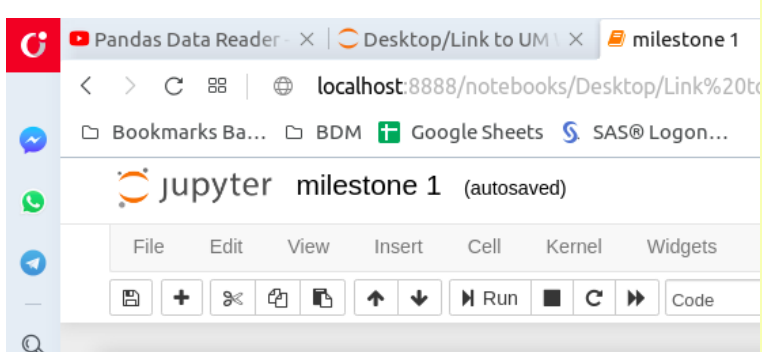 Pandas Data Reader - Desktop/Link to UM milestone 1
localhost:8888/notebooks/Desktop/Link%20to
Bookmarks Ba... BDM Google Sheets SAS® Logon...
jupyter milestone 1 (autosaved)
File Edit View Insert Cell Kernel Widgets
Run Code